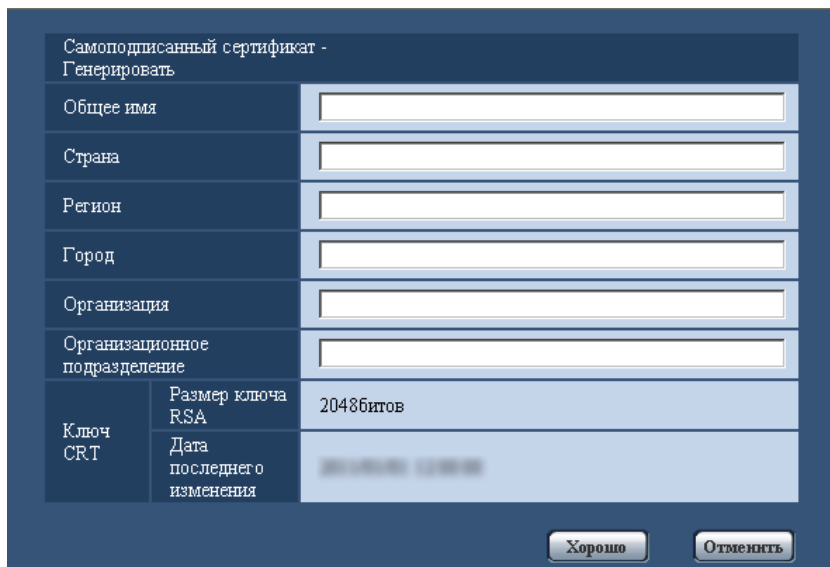 Самоподписанный сертификат -
Генерировать
Общее имя
Страна
Регион
Город
Организация
Организационное
подразделение
Ключ
CRT
Размер ключа
RSA
2048битов
Дата
последнего
изменения
Хорошо
Отменить